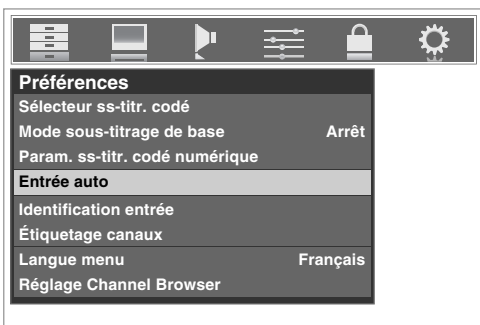 Préférences
Sélecteur ss-titr. codé
Mode sous-titrage de base Arrêt
Param. ss-titr. codé numérique
Entrée auto
Identification entrée
Étiquetage canaux
Langue menu Français
Réglage Channel Browser